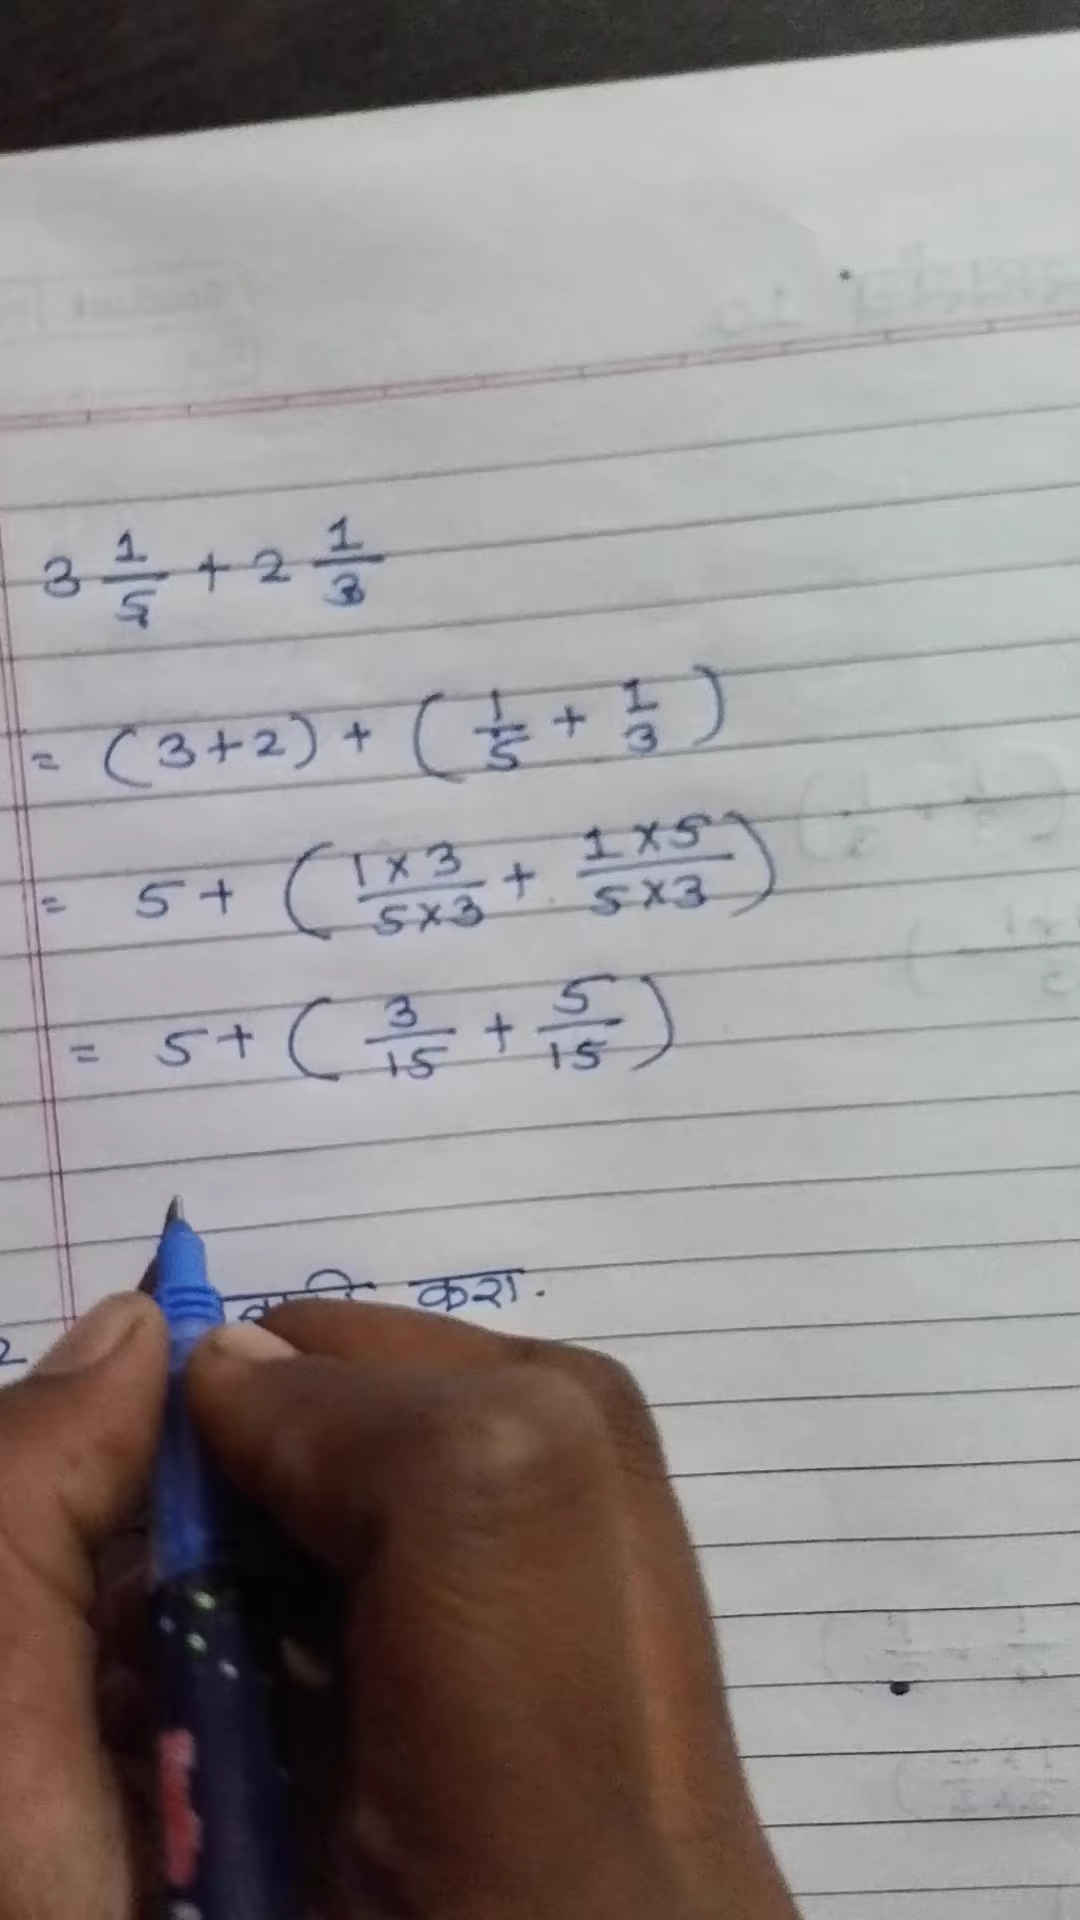 3 1/5 + 2 1/3
= (3+2) + (1/5 + 1/3)
= 5 + (1×3/5×3 + 1×5/5×3)
= 5 + (3/15 + 5/15)
करा.
2